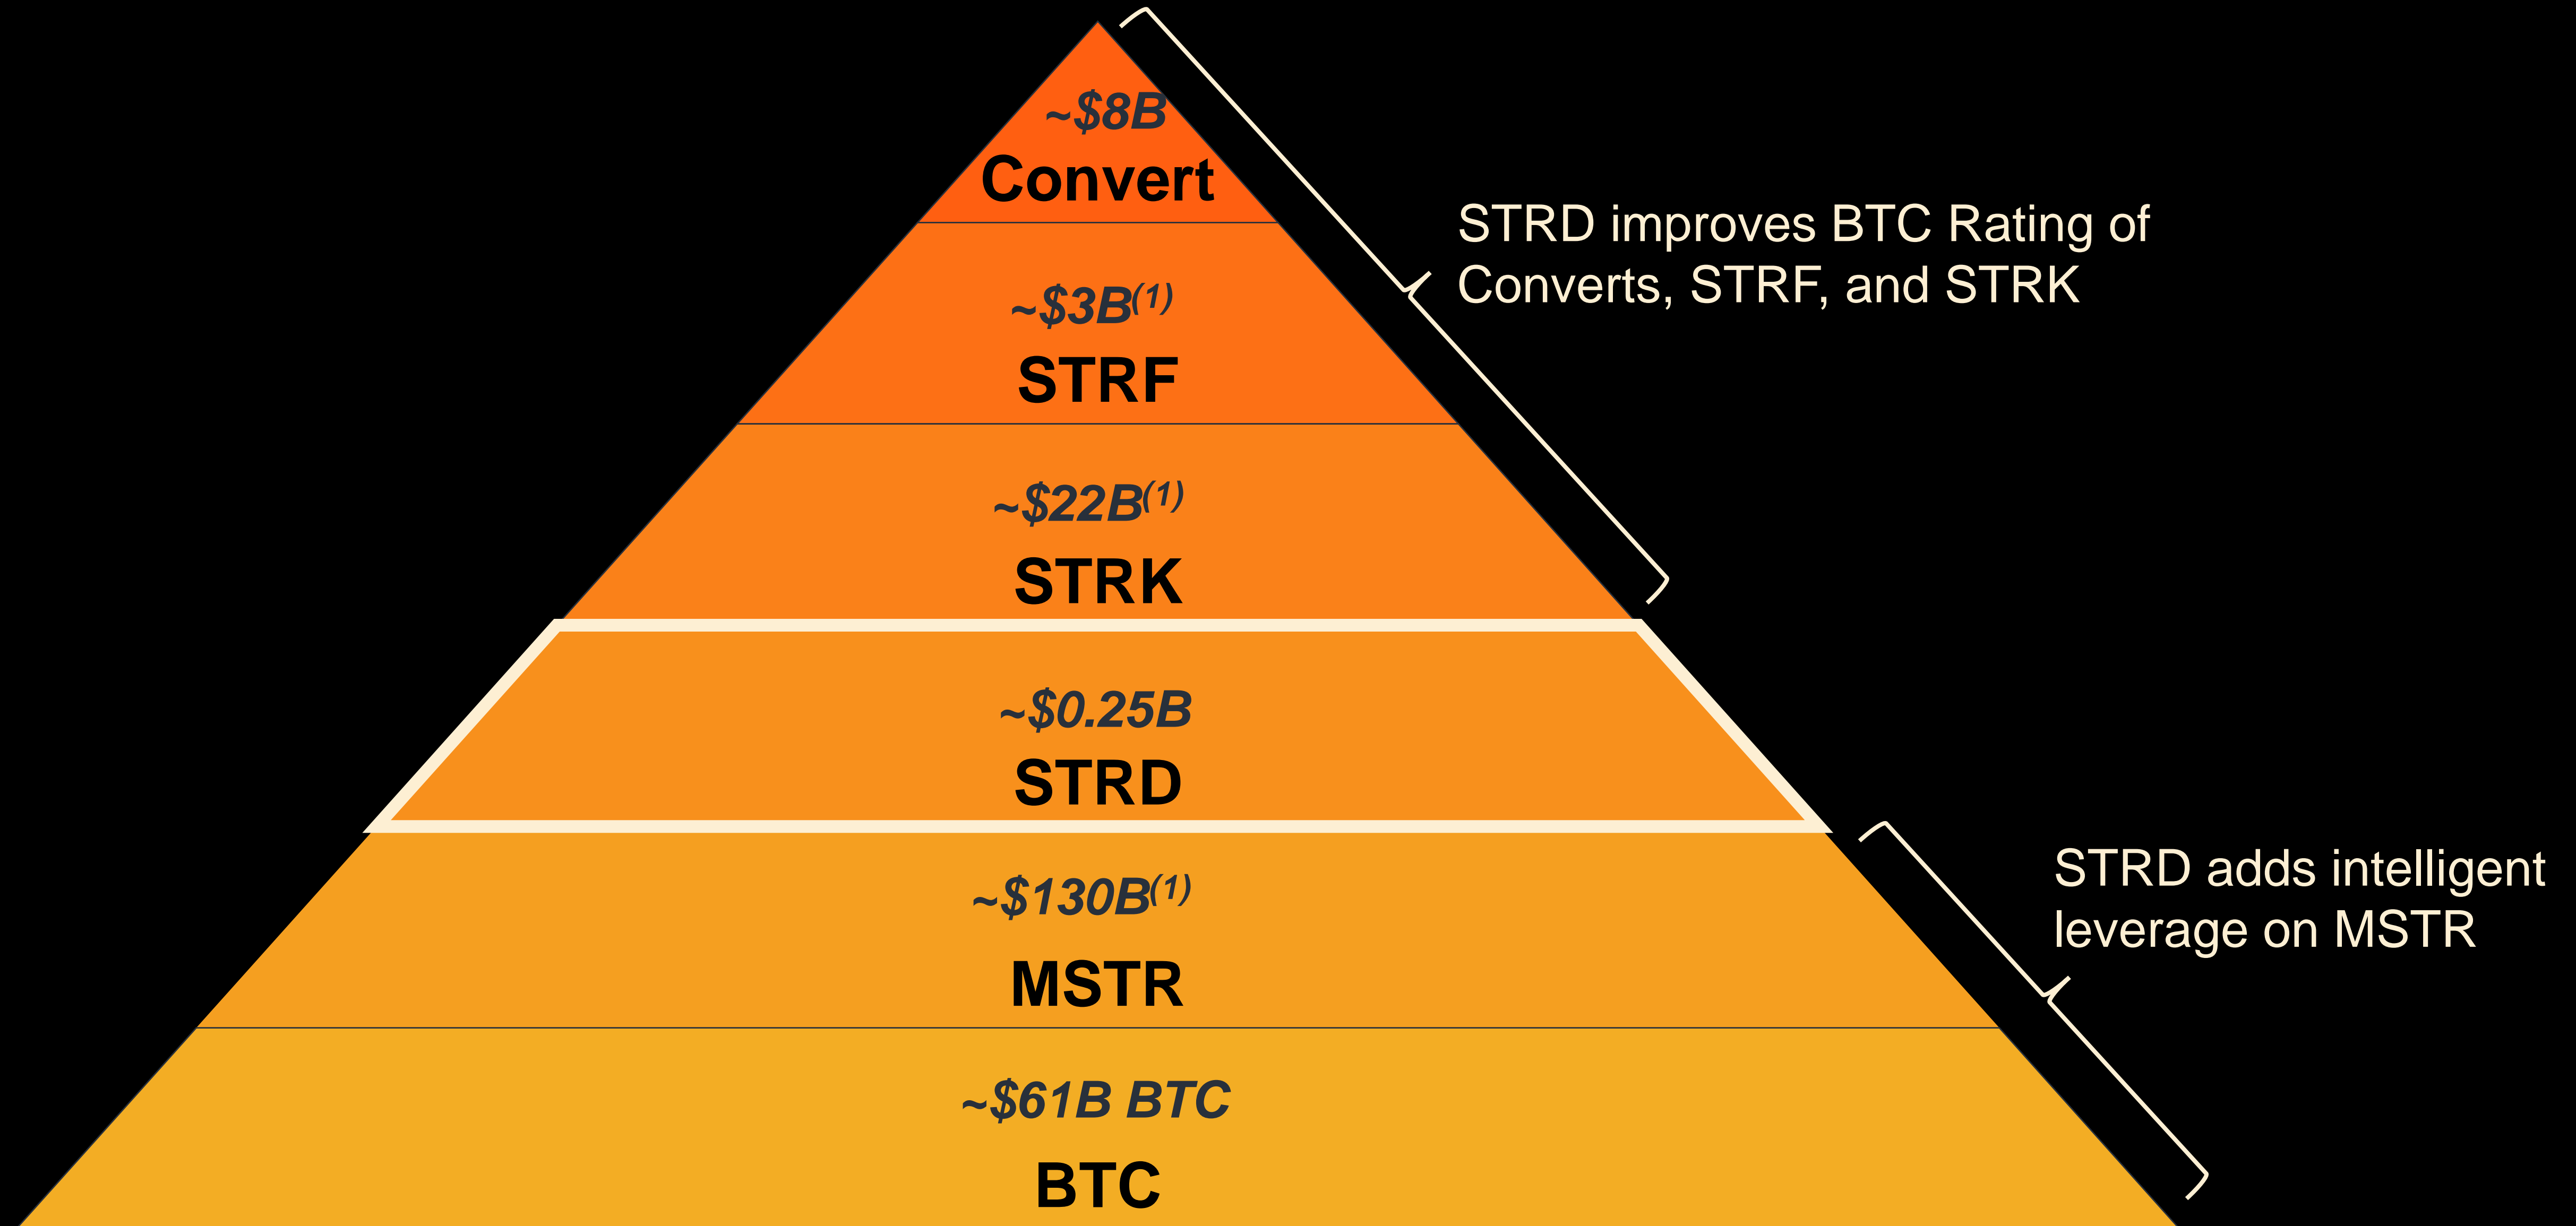 ~$8B
Convert
~$3B(1)
STRF
~$22B(1)
STRK
~$0.25B
STRD
~$130B(1)
MSTR
~$61B BTC
BTC
STRD improves BTC Rating of
Converts, STRF, and STRK
STRD adds intelligent
leverage on MSTR